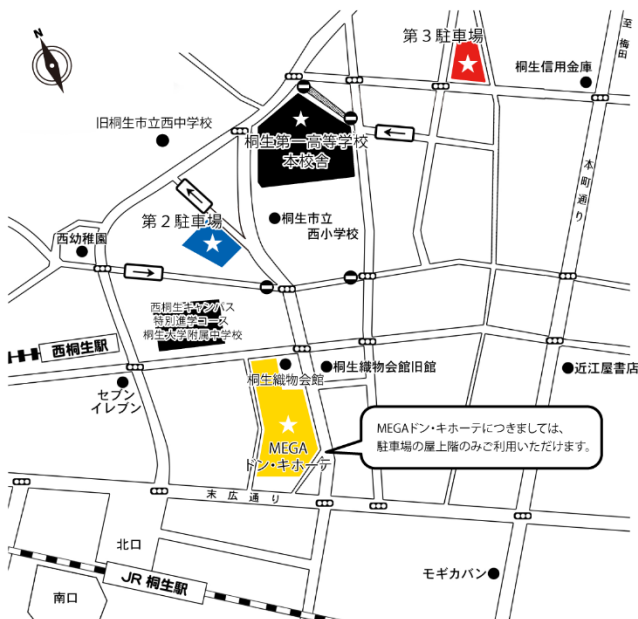 N
第3駐車場
至 梅田
桐生信用金庫
旧桐生市立西中学校
桐生第一高等学校
本校舎
本町通り
第2駐車場
桐生市立
西小学校
西幼稚園
西桐生キャンパス
特別進学コース
桐生大学附属中学校
西桐生駅
桐生織物会館
桐生織物会館旧館
近江屋書店
セブン
イレブン
MEGAドン・キホーテにつきましては、
駐車場の屋上階のみご利用いただけます。
MEGA
ドン・キホーテ
末広通り
北口
JR 桐生駅
モギカバン
南口